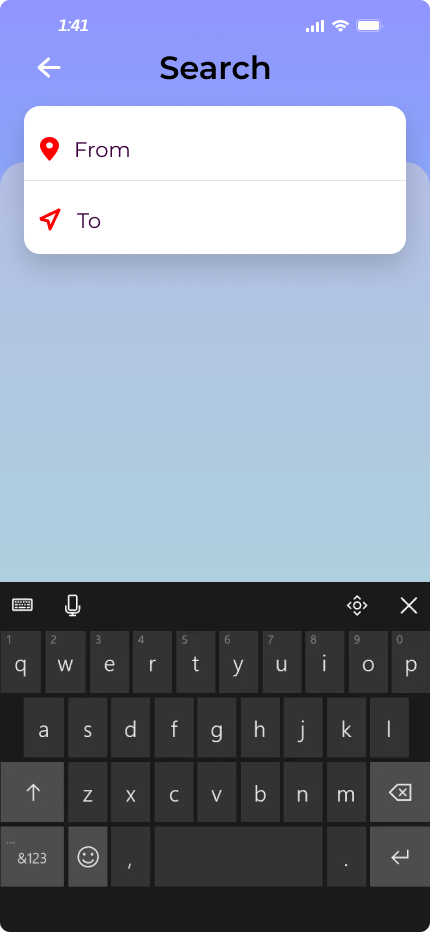 1:41
Search
From
To
1 2 3 4 5 6 7 8 9 0
q w e r t y u i o p
a s d f g h j k l
z x c v b n m
... &123 , .